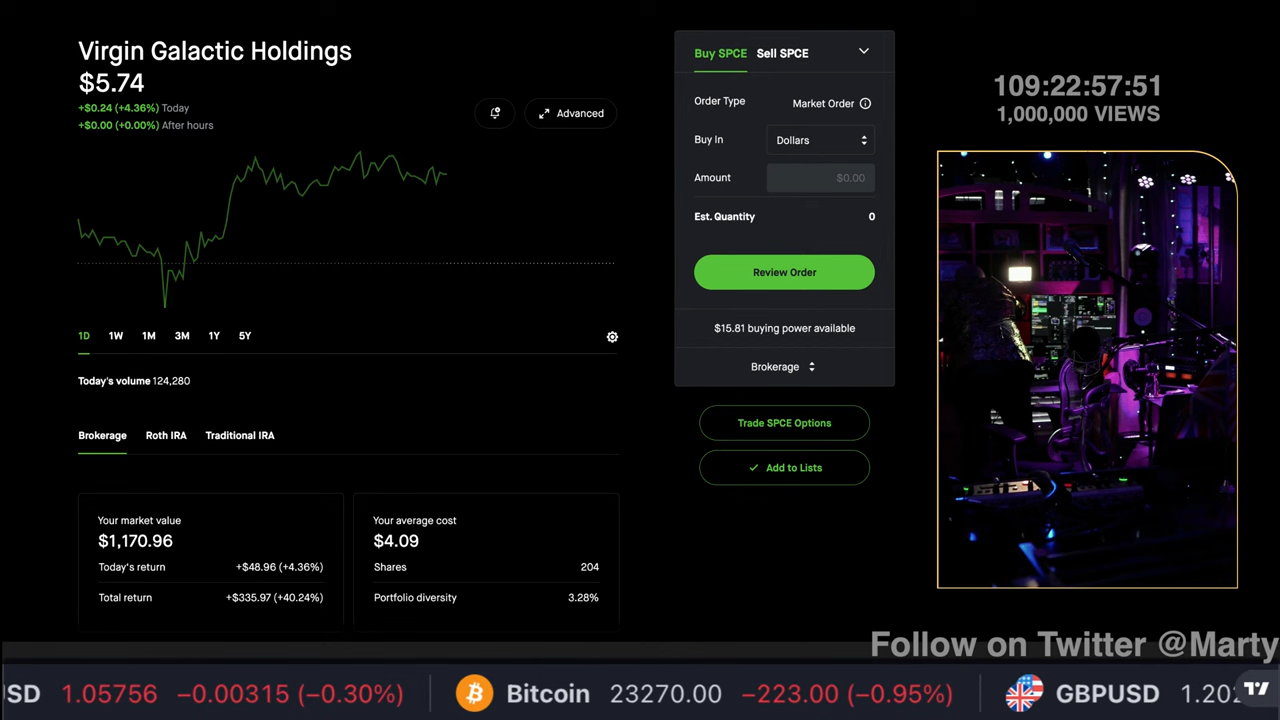 Virgin Galactic Holdings
$5.74
+$0.24 (+4.36%) Today
+$0.00 (+0.00%) After hours
Advanced
1D 1W 1M 3M 1Y 5Y
Today's volume 124,280
Brokerage Roth IRA Traditional IRA
Your market value
$1,170.96
Today's return +$48.96 (+4.36%)
Total return +$335.97 (+40.24%)
Your average cost
$4.09
Shares 204
Portfolio diversity 3.28%
Buy SPCE Sell SPCE
Order Type Market Order
Buy In Dollars
Amount $0.00
Est. Quantity 0
Review Order
$15.81 buying power available
Brokerage
Trade SPCE Options
Add to Lists
109:22:57:51
1,000,000 VIEWS
Follow on Twitter @Marty
SD 1.05756 −0.00315 (−0.30%) Bitcoin 23270.00 −223.00 (−0.95%) GBPUSD 1.20